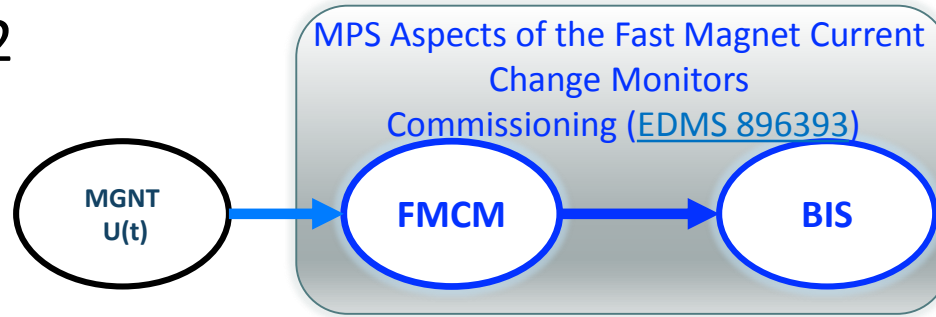 2
MPS Aspects of the Fast Magnet Current
Change Monitors
Commissioning (EDMS 896393)
MGNT
U(t)
FMCM
BIS